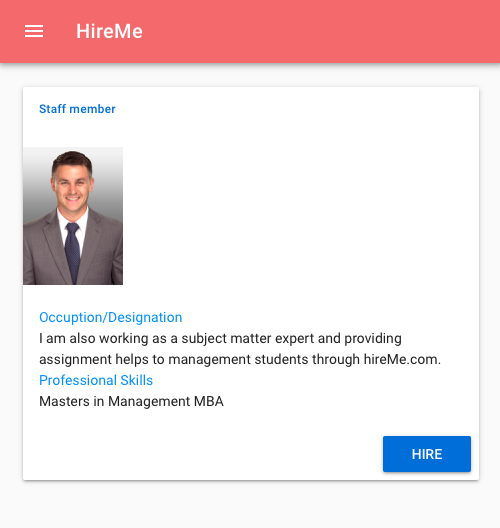 HireMe
Staff member
Occuption/Designation
I am also working as a subject matter expert and providing
assignment helps to management students through hireMe.com.
Professional Skills
Masters in Management MBA
HIRE